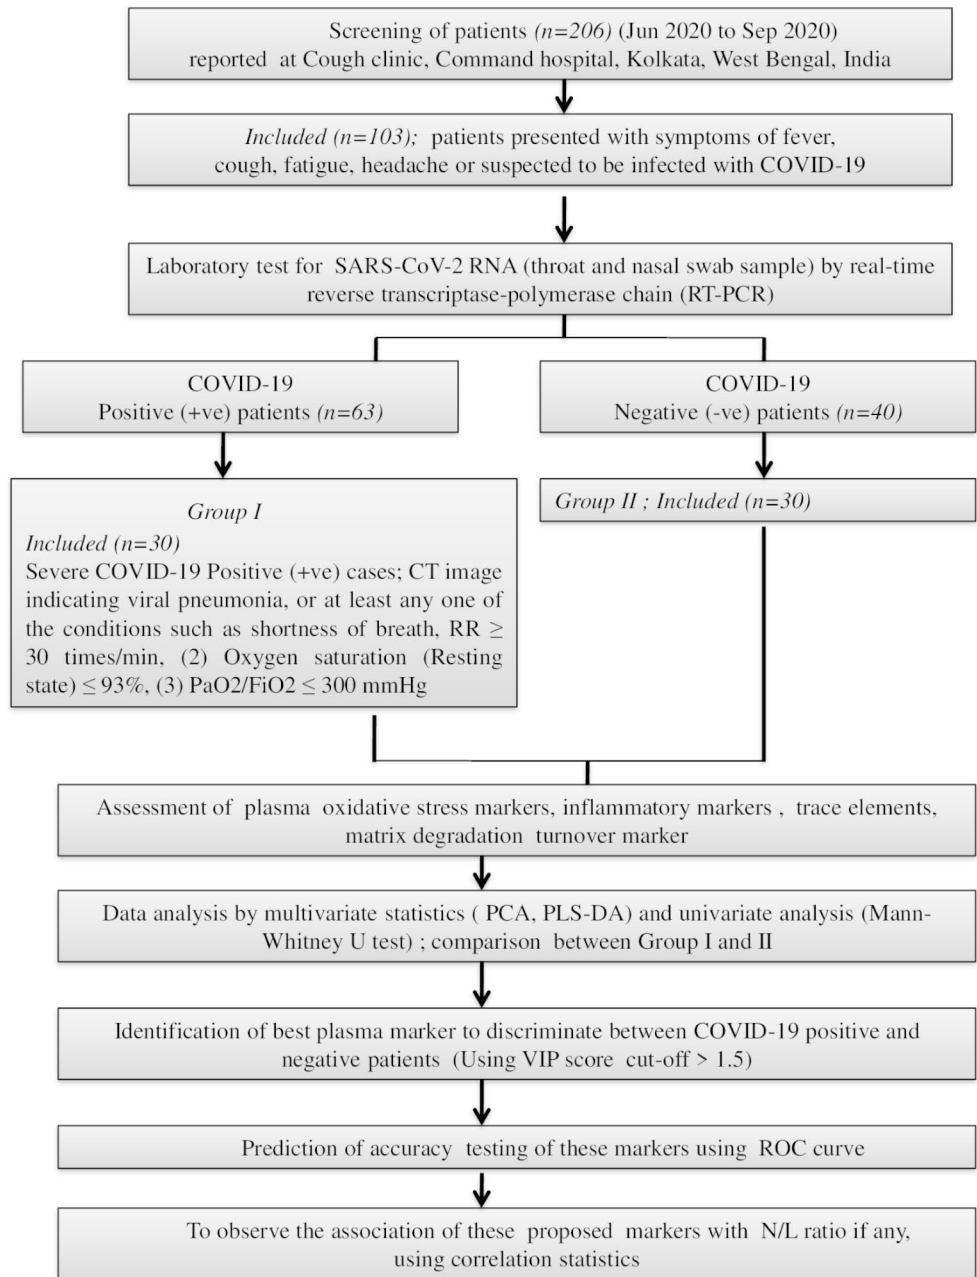 Screening of patients (n=206) (Jun 2020 to Sep 2020)
reported at Cough clinic, Command hospital, Kolkata, West Bengal, India
Included (n=103); patients presented with symptoms of fever,
cough, fatigue, headache or suspected to be infected with COVID-19
Laboratory test for SARS-CoV-2 RNA (throat and nasal swab sample) by real-time
reverse transcriptase-polymerase chain (RT-PCR)
COVID-19
Positive (+ve) patients (n=63)
COVID-19
Negative (-ve) patients (n=40)
Group I
Included (n=30)
Severe COVID-19 Positive (+ve) cases; CT image
indicating viral pneumonia, or at least any one of
the conditions such as shortness of breath, RR ≥
30 times/min, (2) Oxygen saturation (Resting
state) ≤ 93%, (3) PaO2/FiO2 ≤ 300 mmHg
Group II ; Included (n=30)
Assessment of plasma oxidative stress markers, inflammatory markers , trace elements,
matrix degradation turnover marker
Data analysis by multivariate statistics ( PCA, PLS-DA) and univariate analysis (Mann-
Whitney U test) ; comparison between Group I and II
Identification of best plasma marker to discriminate between COVID-19 positive and
negative patients (Using VIP score cut-off > 1.5)
Prediction of accuracy testing of these markers using ROC curve
To observe the association of these proposed markers with N/L ratio if any,
using correlation statistics